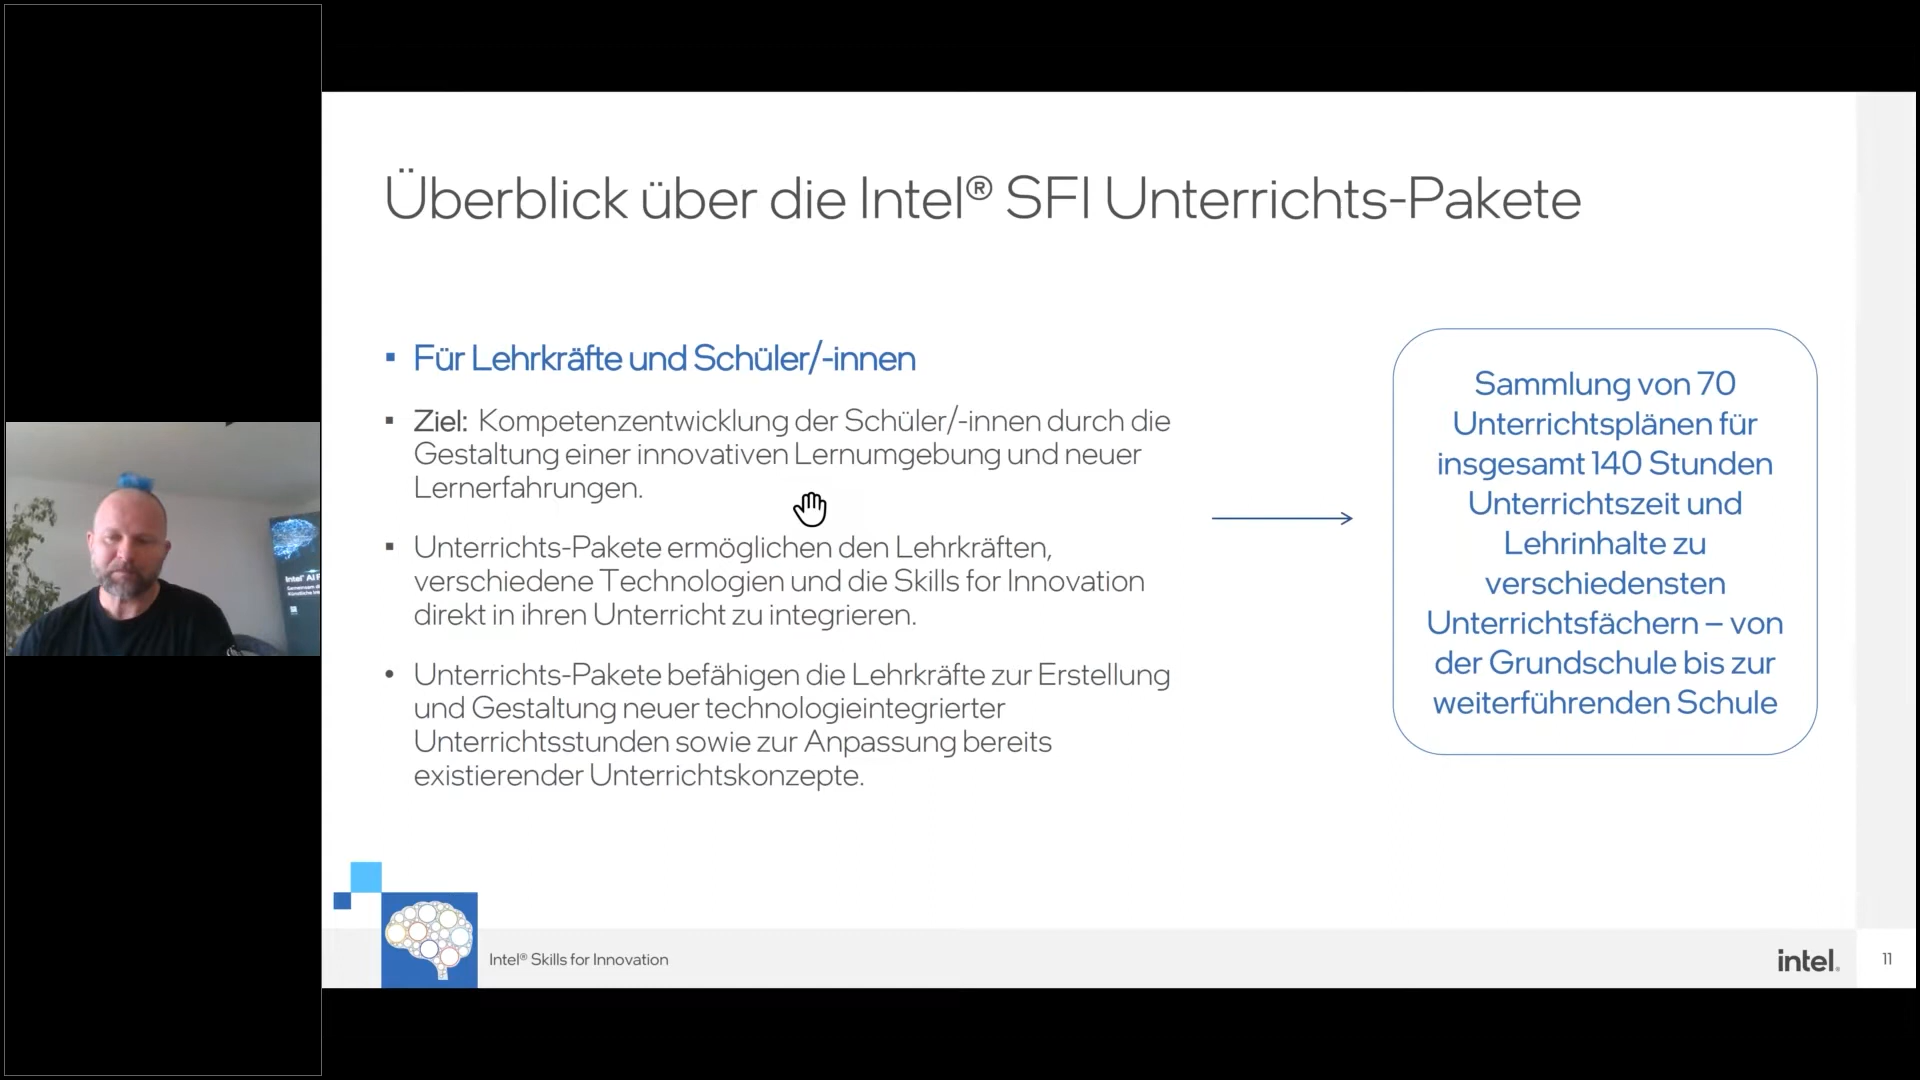 Überblick über die Intel® SFI Unterrichts-Pakete
▪ Für Lehrkräfte und Schüler/-innen
▪ Ziel: Kompetenzentwicklung der Schüler/-innen durch die
Gestaltung einer innovativen Lernumgebung und neuer
Lernerfahrungen.
▪ Unterrichts-Pakete ermöglichen den Lehrkräften,
verschiedene Technologien und die Skills for Innovation
direkt in ihren Unterricht zu integrieren.
• Unterrichts-Pakete befähigen die Lehrkräfte zur Erstellung
und Gestaltung neuer technologieintegrierter
Unterrichtsstunden sowie zur Anpassung bereits
existierender Unterrichtskonzepte.
Sammlung von 70
Unterrichtsplänen für
insgesamt 140 Stunden
Unterrichtszeit und
Lehrinhalte zu
verschiedensten
Unterrichtsfächern – von
der Grundschule bis zur
weiterführenden Schule
Intel® AI
Intel® Skills for Innovation
intel.
11